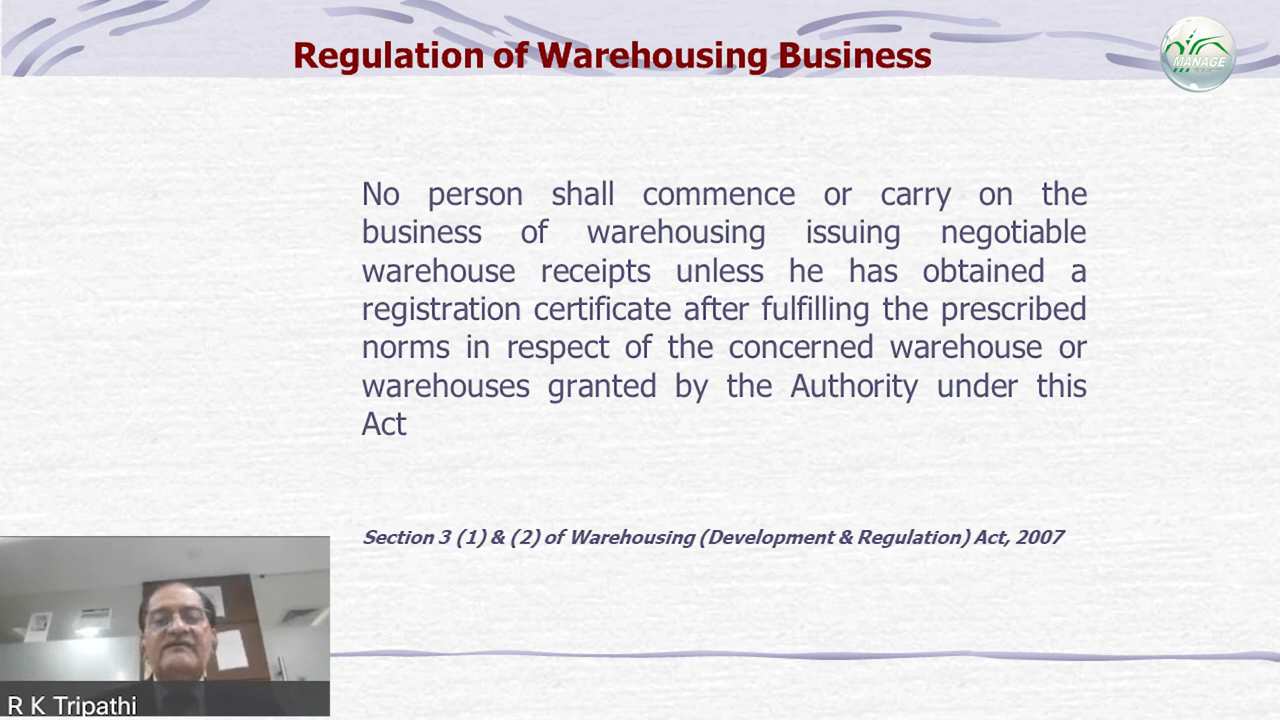 Regulation of Warehousing Business
MANAGE
No person shall commence or carry on the
business of warehousing issuing negotiable
warehouse receipts unless he has obtained a
registration certificate after fulfilling the prescribed
norms in respect of the concerned warehouse or
warehouses granted by the Authority under this
Act
Section 3 (1) & (2) of Warehousing (Development & Regulation) Act, 2007
R K Tripathi